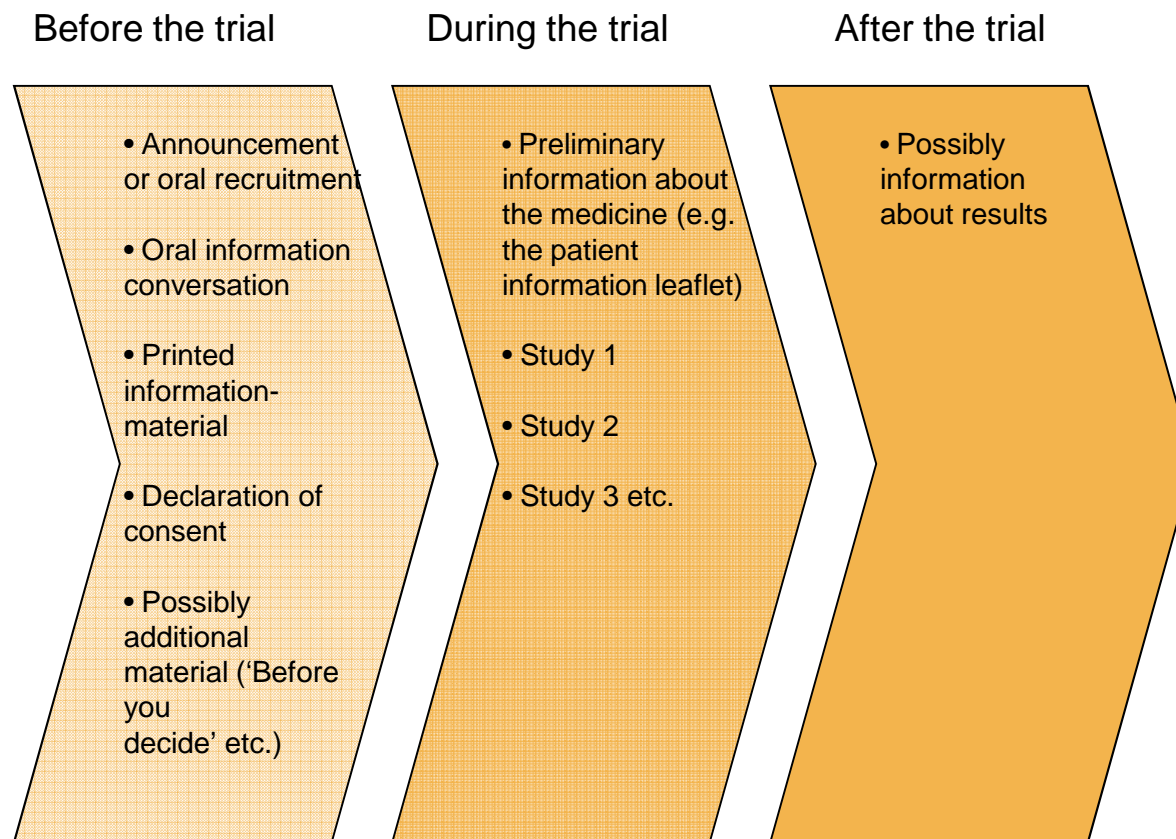 Before the trial
During the trial
After the trial
• Announcement
or oral recruitment
• Oral information
conversation
• Printed
information-
material
• Declaration of
consent
• Possibly
additional
material (‘Before
you
decide’ etc.)
• Preliminary
information about
the medicine (e.g.
the patient
information leaflet)
• Study 1
• Study 2
• Study 3 etc.
• Possibly
information
about results